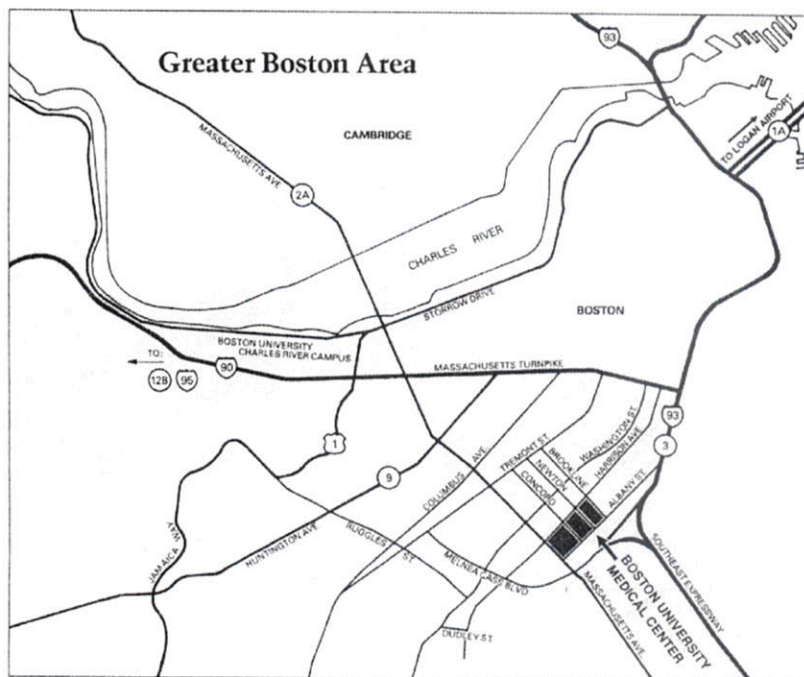 Greater Boston Area
93
TO LOGAN AIRPORT
1A
MASSACHUSETTS AVE.
CAMBRIDGE
2A
CHARLES RIVER
STORROW DRIVE
BOSTON
BOSTON UNIVERSITY
CHARLES RIVER CAMPUS
MASSACHUSETTS TURNPIKE
TO:
128
95
90
93
3
1
9
COLUMBUS AVE.
TREMONT ST.
WASHINGTON ST.
HARRISON AVE
BROOKLINE
NEWTON
CONCORD
ALBANY ST.
JAMAICA WAY
HUNTINGTON AVE
RUGGLES ST.
MELNEA CASS BLVD
DUDLEY ST.
MASSACHUSETTS AVE.
BOSTON UNIVERSITY
MEDICAL CENTER
SOUTHEAST EXPRESSWAY